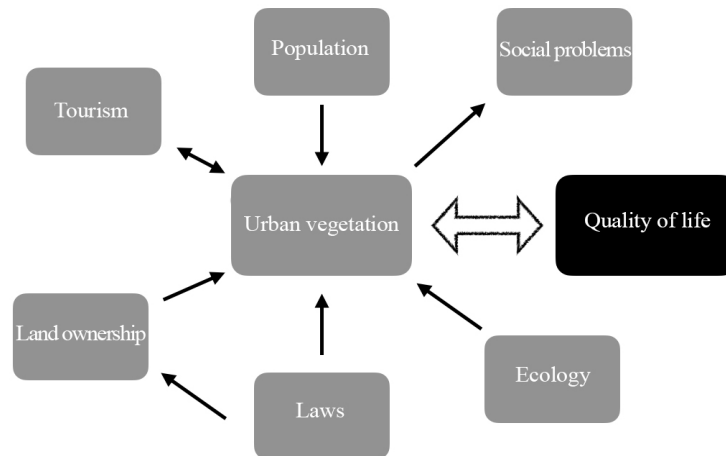 Population
Social problems
Tourism
Urban vegetation
Quality of life
Land ownership
Ecology
Laws